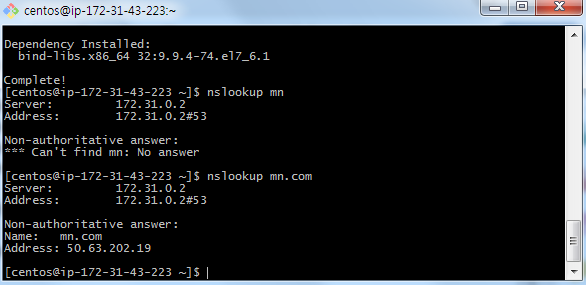 centos@ip-172-31-43-223:~
Dependency Installed:
  bind-libs.x86_64 32:9.9.4-74.el7_6.1
Complete!
[centos@ip-172-31-43-223 ~]$ nslookup mn
Server:         172.31.0.2
Address:        172.31.0.2#53
Non-authoritative answer:
*** Can't find mn: No answer
[centos@ip-172-31-43-223 ~]$ nslookup mn.com
Server:         172.31.0.2
Address:        172.31.0.2#53
Non-authoritative answer:
Name:   mn.com
Address: 50.63.202.19
[centos@ip-172-31-43-223 ~]$